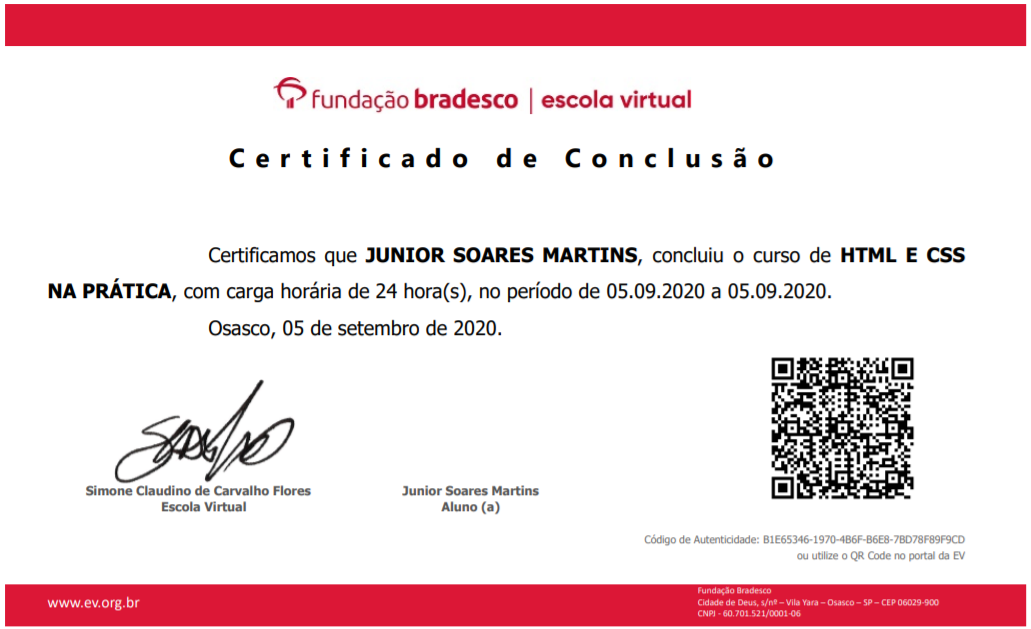 fundação bradesco | escola virtual
Certificado de Conclusão
Certificamos que JUNIOR SOARES MARTINS, concluiu o curso de HTML E CSS
NA PRÁTICA, com carga horária de 24 hora(s), no período de 05.09.2020 a 05.09.2020.
Osasco, 05 de setembro de 2020.
Simone Claudino de Carvalho Flores
Escola Virtual
Junior Soares Martins
Aluno (a)
Código de Autenticidade: B1E65346-1970-4B6F-B6E8-7BD78F89F9CD
ou utilize o QR Code no portal da EV
www.ev.org.br
Fundação Bradesco
Cidade de Deus, s/nº – Vila Yara – Osasco – SP – CEP 06029-900
CNPJ - 60.701.521/0001-06